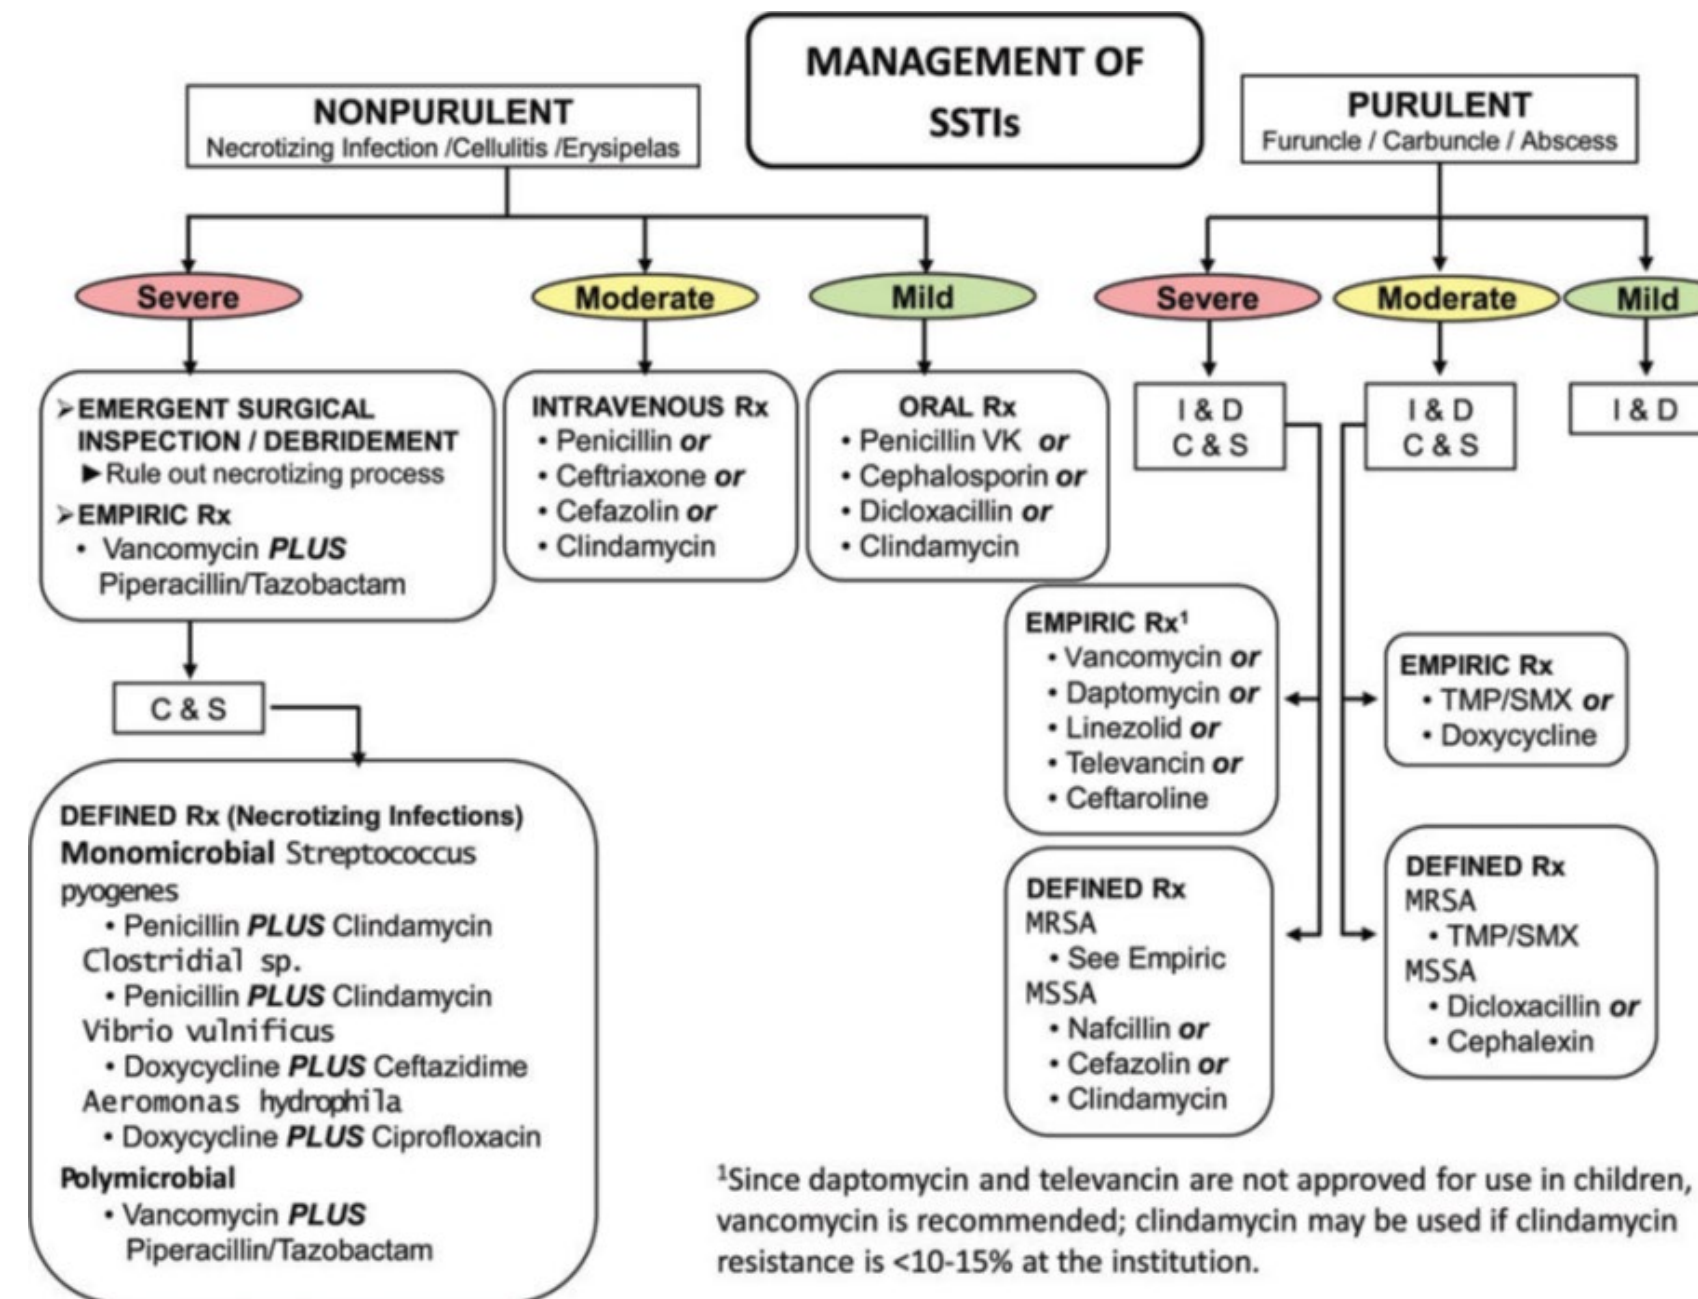 MANAGEMENT OF
SSTIs
NONPURULENT
Necrotizing Infection /Cellulitis /Erysipelas
Severe
Moderate
Mild
➢EMERGENT SURGICAL
INSPECTION / DEBRIDEMENT
►Rule out necrotizing process
➢EMPIRIC Rx
• Vancomycin PLUS
Piperacillin/Tazobactam
INTRAVENOUS Rx
• Penicillin or
• Ceftriaxone or
• Cefazolin or
• Clindamycin
ORAL Rx
• Penicillin VK or
• Cephalosporin or
• Dicloxacillin or
• Clindamycin
C & S
DEFINED Rx (Necrotizing Infections)
Monomicrobial Streptococcus
pyogenes
• Penicillin PLUS Clindamycin
Clostridial sp.
• Penicillin PLUS Clindamycin
Vibrio vulnificus
• Doxycycline PLUS Ceftazidime
Aeromonas hydrophila
• Doxycycline PLUS Ciprofloxacin
Polymicrobial
• Vancomycin PLUS
Piperacillin/Tazobactam
PURULENT
Furuncle / Carbuncle / Abscess
Severe
Moderate
Mild
I & D
C & S
I & D
C & S
I & D
EMPIRIC Rx¹
• Vancomycin or
• Daptomycin or
• Linezolid or
• Televancin or
• Ceftaroline
EMPIRIC Rx
• TMP/SMX or
• Doxycycline
DEFINED Rx
MRSA
• See Empiric
MSSA
• Nafcillin or
• Cefazolin or
• Clindamycin
DEFINED Rx
MRSA
• TMP/SMX
MSSA
• Dicloxacillin or
• Cephalexin
¹Since daptomycin and televancin are not approved for use in children,
vancomycin is recommended; clindamycin may be used if clindamycin
resistance is <10-15% at the institution.